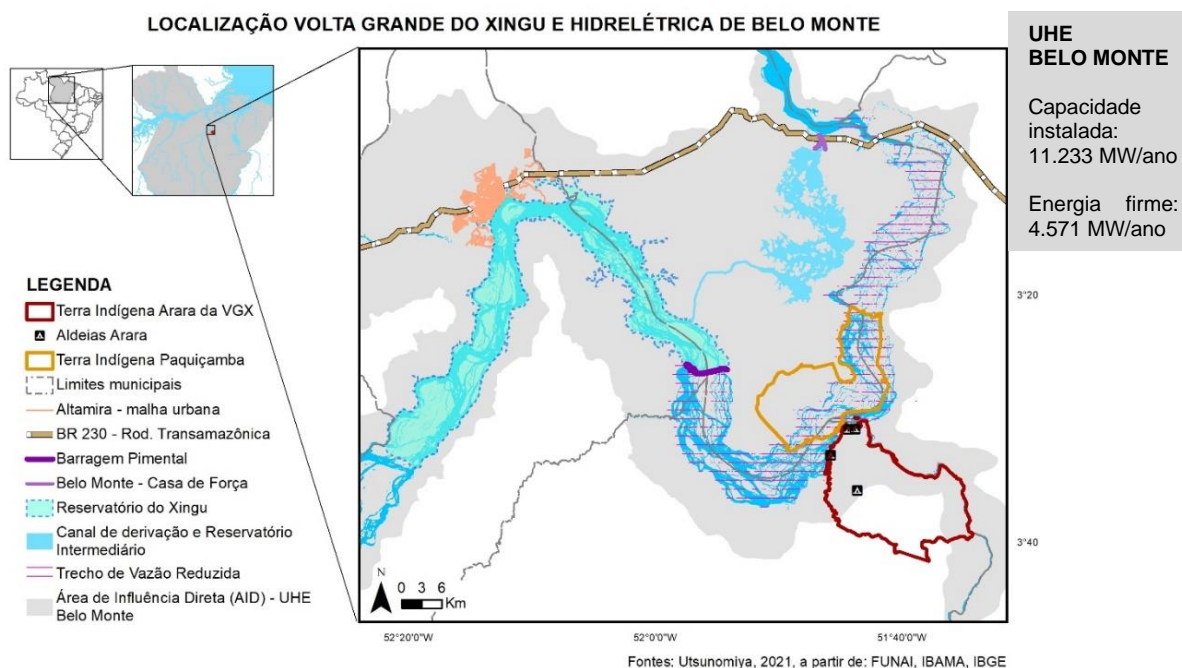 LOCALIZAÇÃO VOLTA GRANDE DO XINGU E HIDRELÉTRICA DE BELO MONTE
UHE
BELO MONTE
Capacidade
instalada:
11.233 MW/ano
Energia firme:
4.571 MW/ano
LEGENDA
Terra Indígena Arara da VGX
Aldeias Arara
Terra Indígena Paquiçamba
Limites municipais
Altamira - malha urbana
BR 230 - Rod. Transamazônica
Barragem Pimental
Belo Monte - Casa de Força
Reservatório do Xingu
Canal de derivação e Reservatório
Intermediário
Trecho de Vazão Reduzida
Área de Influência Direta (AID) - UHE
Belo Monte
3°20
3°40
N
0 3 6
Km
52°20'0"W
52°0'0"W
51°40'0"W
Fontes: Utsunomiya, 2021, a partir de: FUNAI, IBAMA, IBGE